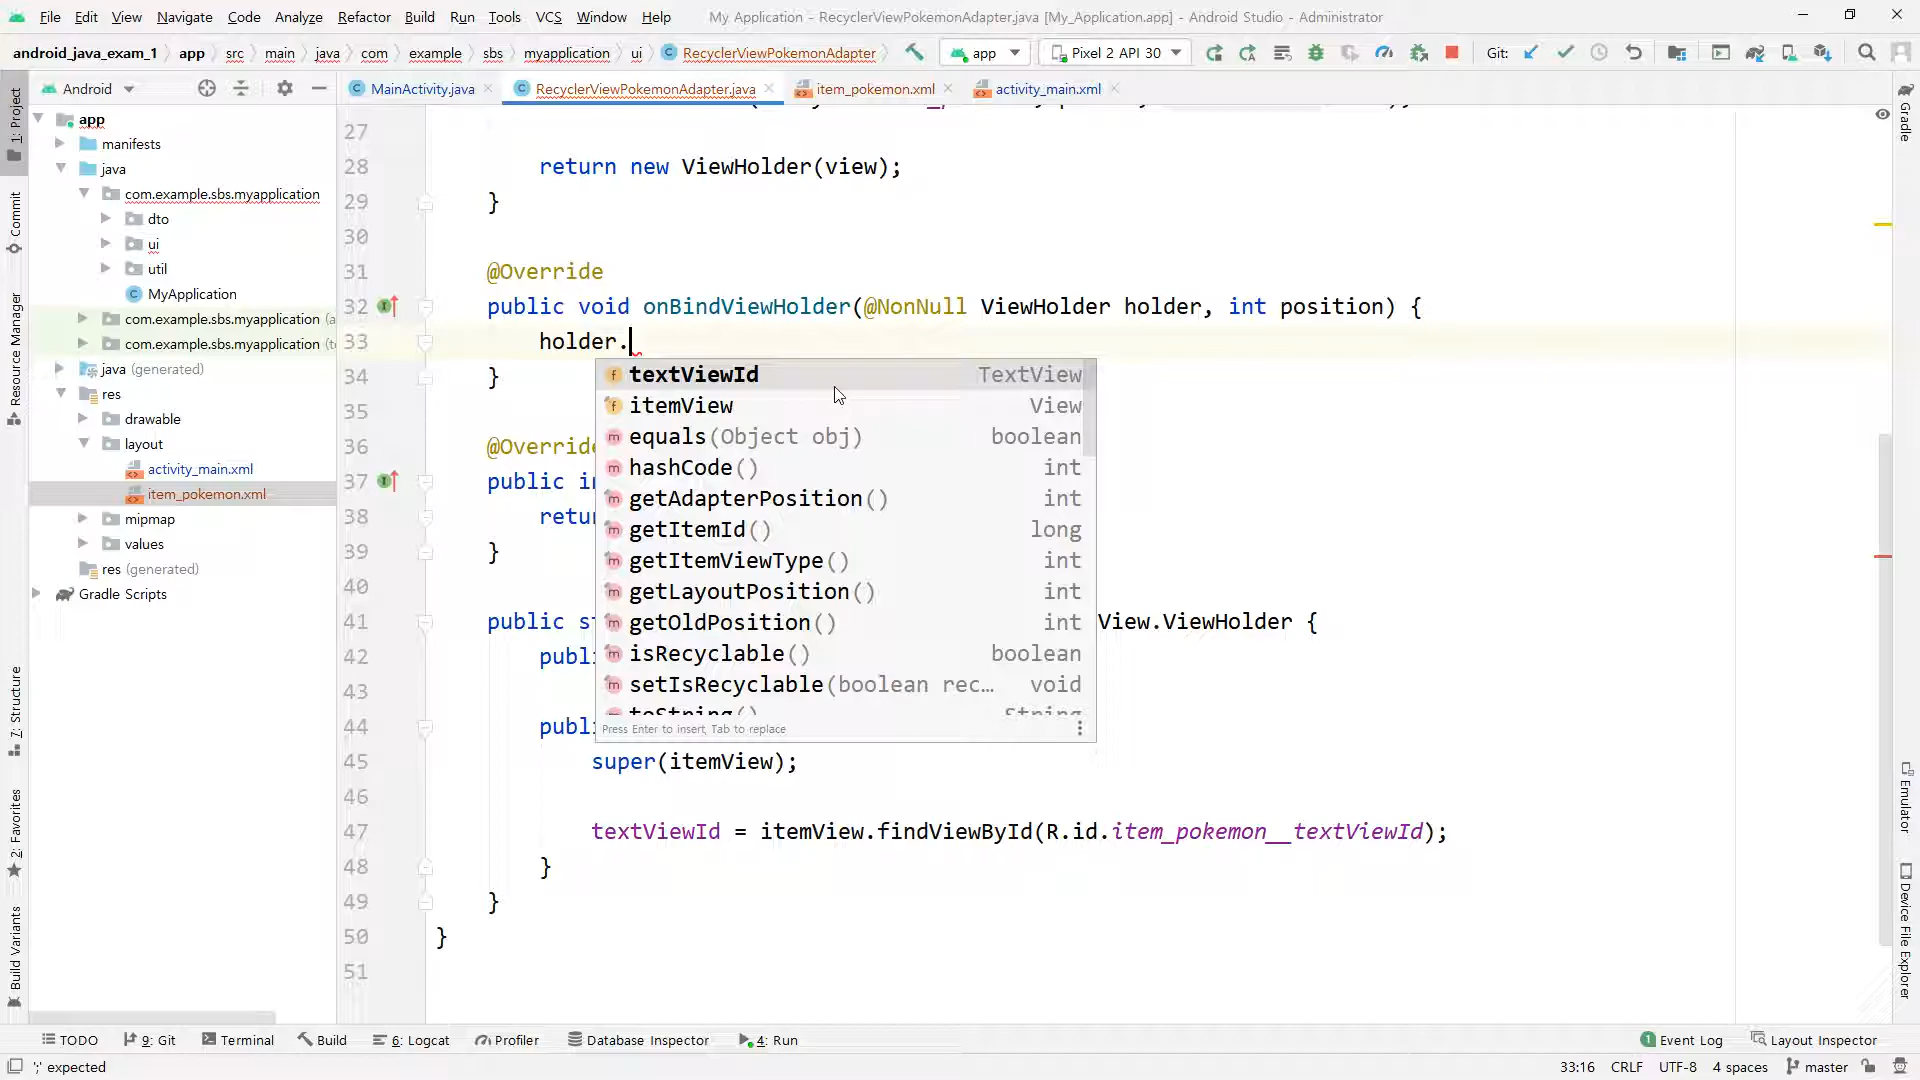 File Edit View Navigate Code Analyze Refactor Build Run Tools VCS Window Help My Application - RecyclerViewPokemonAdapter.java [My_Application.app] - Android Studio - Administrator
android_java_exam_1 app src main java com example sbs myapplication ui RecyclerViewPokemonAdapter app Pixel 2 API 30 Git:
Android MainActivity.java RecyclerViewPokemonAdapter.java item_pokemon.xml activity_main.xml
1: Project
Commit
Resource Manager
7: Structure
2: Favorites
Build Variants
app
manifests
java
com.example.sbs.myapplication
dto
ui
util
MyApplication
com.example.sbs.myapplication (a
com.example.sbs.myapplication (t
java (generated)
res
drawable
layout
activity_main.xml
item_pokemon.xml
mipmap
values
res (generated)
Gradle Scripts
27
28 return new ViewHolder(view);
29 }
30
31 @Override
32 public void onBindViewHolder(@NonNull ViewHolder holder, int position) {
33 holder.
34 }
35
36 @Override
37 public in
38 retur
39 }
40
41 public st View.ViewHolder {
42 publi
43
44 publi
45 super(itemView);
46
47 textViewId = itemView.findViewById(R.id.item_pokemon__textViewId);
48 }
49 }
50 }
51
textViewId TextView
itemView View
equals(Object obj) boolean
hashCode() int
getAdapterPosition() int
getItemId() long
getItemViewType() int
getLayoutPosition() int
getOldPosition() int
isRecyclable() boolean
setIsRecyclable(boolean rec… void
toString() String
Press Enter to insert, Tab to replace
Gradle
Emulator
Device File Explorer
TODO 9: Git Terminal Build 6: Logcat Profiler Database Inspector 4: Run 1 Event Log Layout Inspector
';' expected 33:16 CRLF UTF-8 4 spaces master